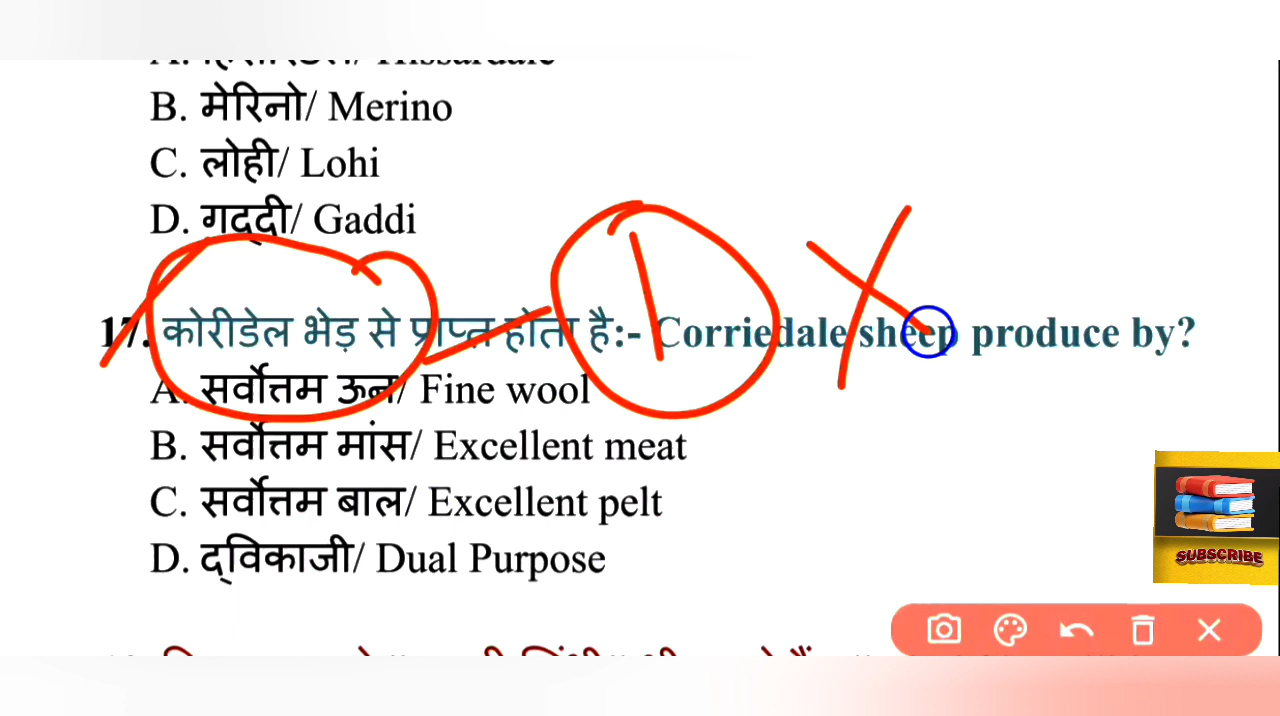 B. मेरिनो/ Merino
C. लोही/ Lohi
D. गद्दी/ Gaddi
17. कोरीडेल भेड़ से प्राप्त होता है:- Corriedale sheep produce by?
A. सर्वोत्तम ऊन/ Fine wool
B. सर्वोत्तम मांस/ Excellent meat
C. सर्वोत्तम बाल/ Excellent pelt
D. द्विकाजी/ Dual Purpose
SUBSCRIBE